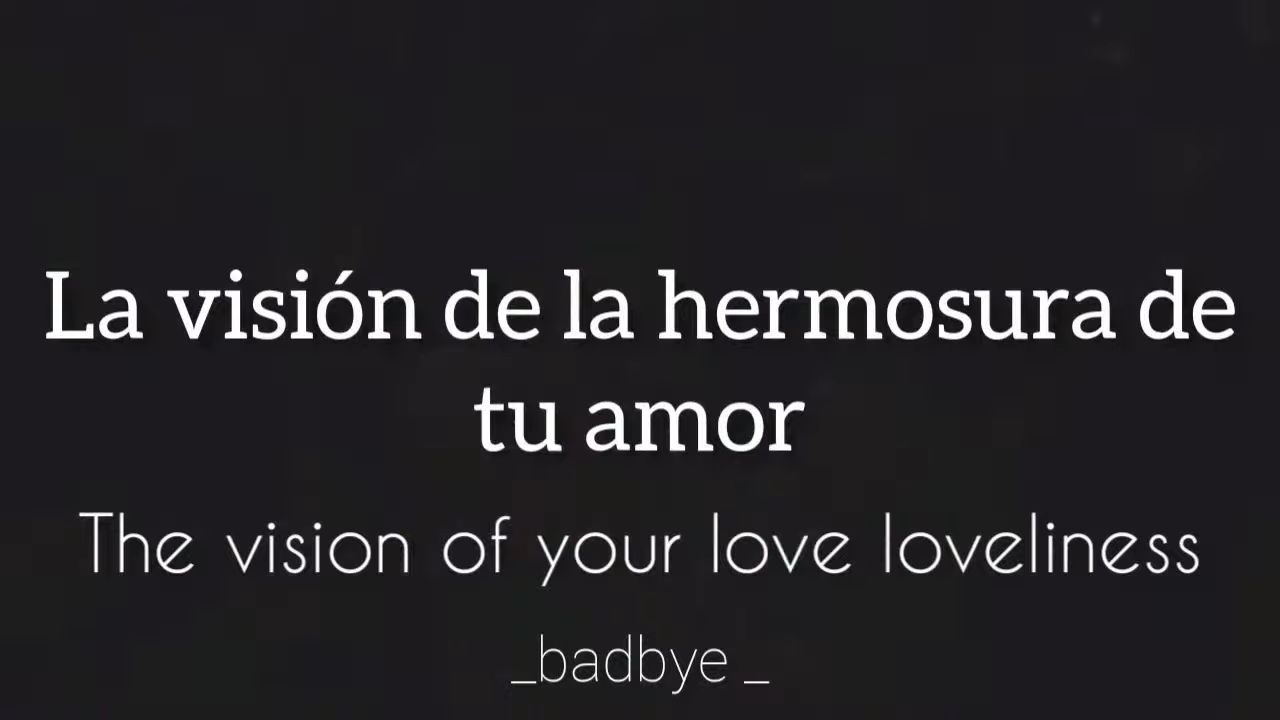 La visión de la hermosura de
tu amor
The vision of your love loveliness
_badbye _